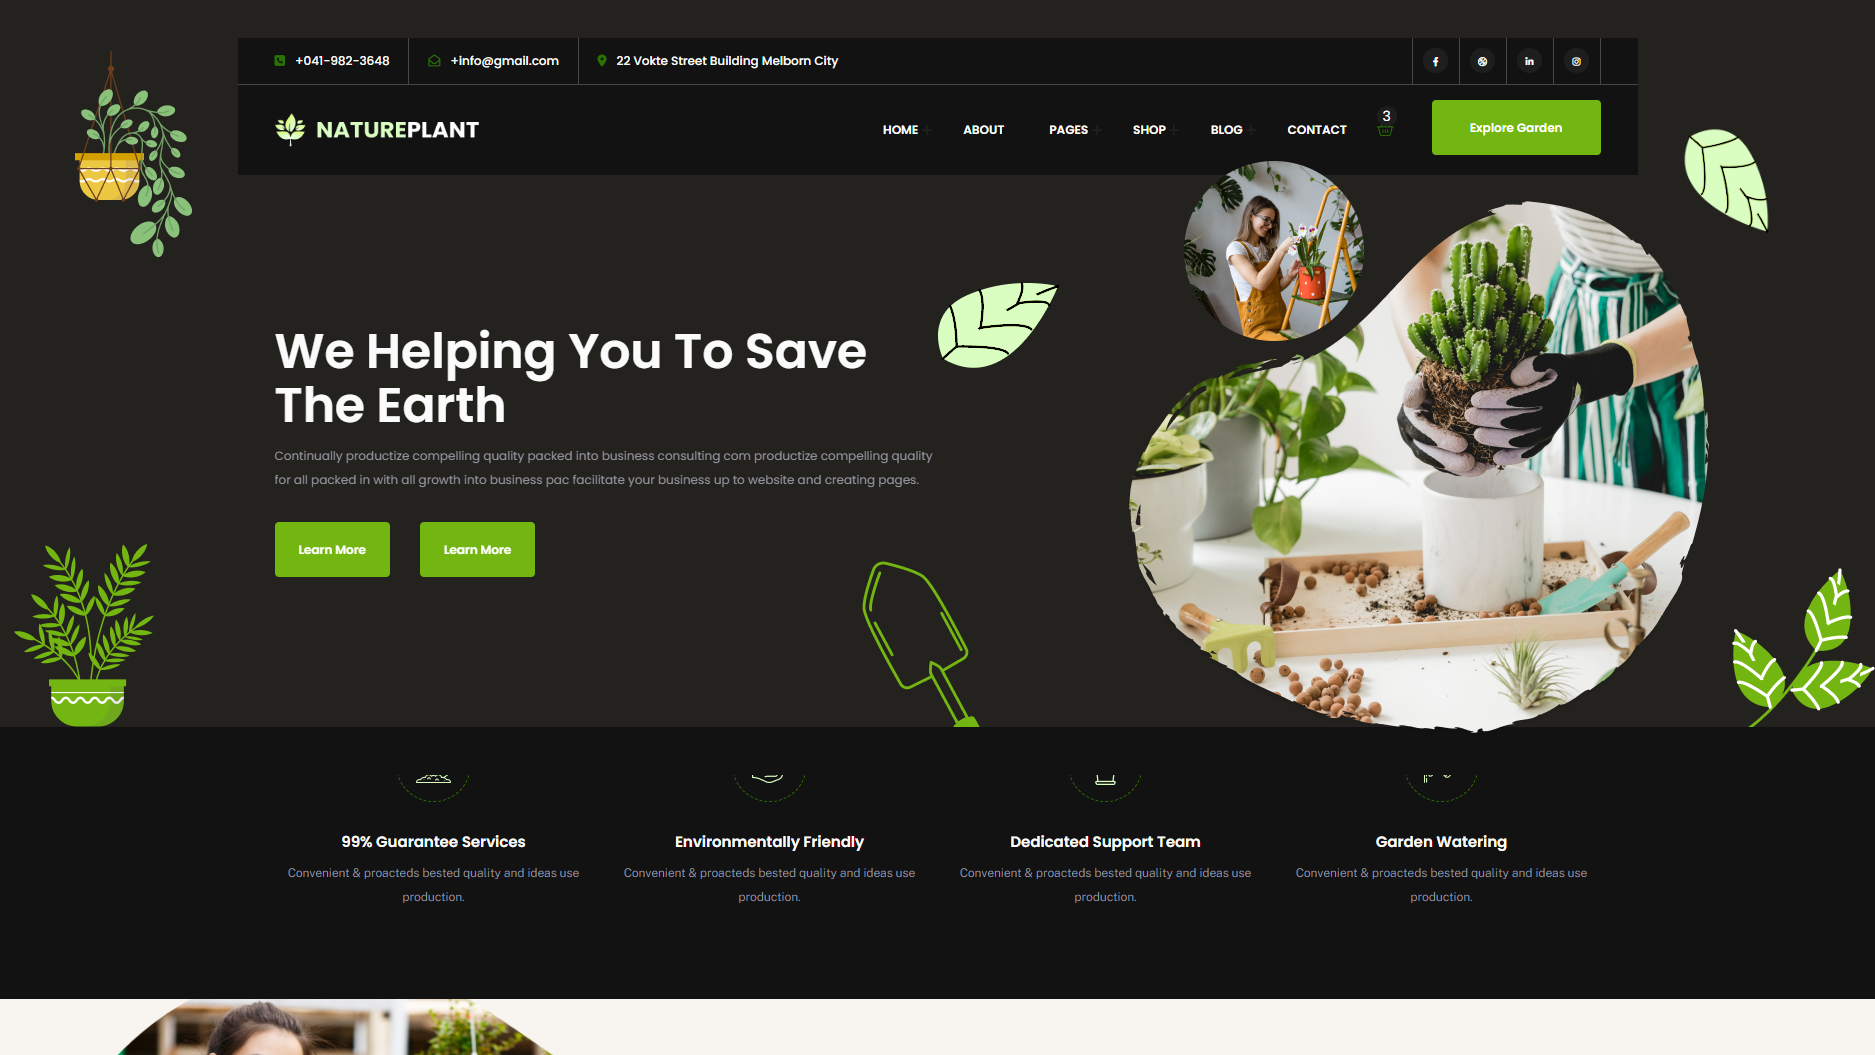 +041-982-3648
+info@gmail.com
22 Vokte Street Building Melborn City
NATUREPLANT
HOME
ABOUT
PAGES
SHOP
BLOG
CONTACT
3
Explore Garden
We Helping You To Save
The Earth
Continually productize compelling quality packed into business consulting com productize compelling quality
for all packed in with all growth into business pac facilitate your business up to website and creating pages.
Learn More
Learn More
99% Guarantee Services
Convenient & proacteds bested quality and ideas use
production.
Environmentally Friendly
Convenient & proacteds bested quality and ideas use
production.
Dedicated Support Team
Convenient & proacteds bested quality and ideas use
production.
Garden Watering
Convenient & proacteds bested quality and ideas use
production.